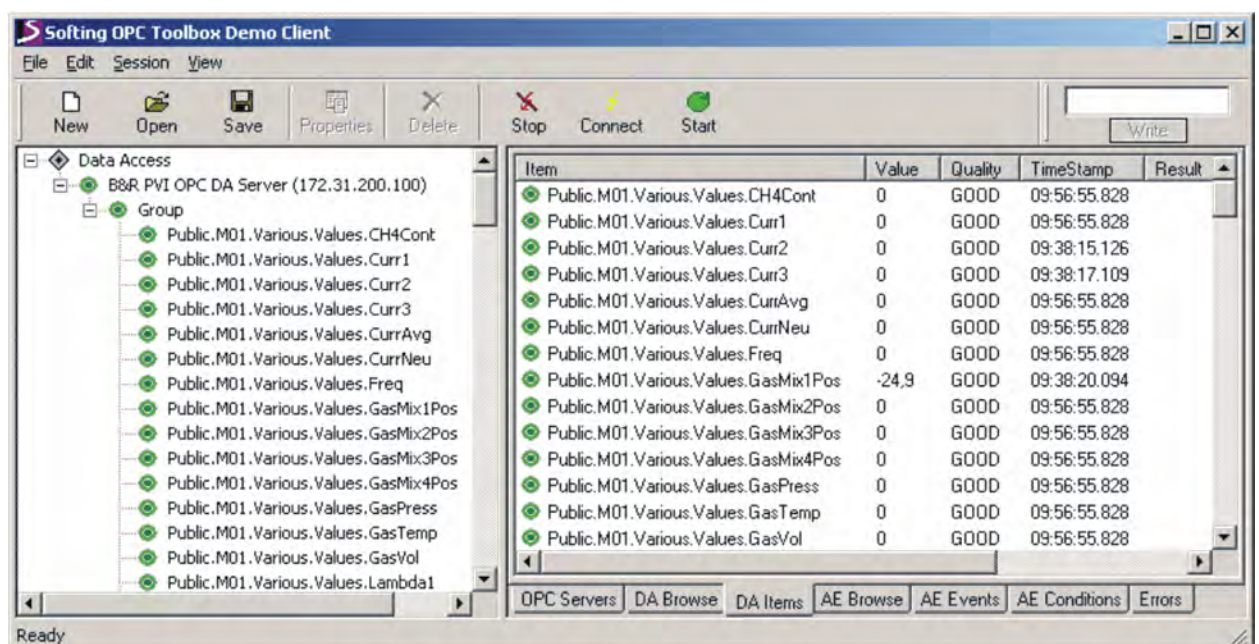 Softing OPC Toolbox Demo Client
File Edit Session View
New Open Save Properties Delete Stop Connect Start Write
Data Access
B&R PVI OPC DA Server (172.31.200.100)
Group
Public.M01.Various.Values.CH4Cont
Public.M01.Various.Values.Curr1
Public.M01.Various.Values.Curr2
Public.M01.Various.Values.Curr3
Public.M01.Various.Values.CurrAvg
Public.M01.Various.Values.CurrNeu
Public.M01.Various.Values.Freq
Public.M01.Various.Values.GasMix1Pos
Public.M01.Various.Values.GasMix2Pos
Public.M01.Various.Values.GasMix3Pos
Public.M01.Various.Values.GasMix4Pos
Public.M01.Various.Values.GasPress
Public.M01.Various.Values.GasTemp
Public.M01.Various.Values.GasVol
Public.M01.Various.Values.Lambda1
Item Value Quality TimeStamp Result
Public.M01.Various.Values.CH4Cont 0 GOOD 09:56:55.828
Public.M01.Various.Values.Curr1 0 GOOD 09:56:55.828
Public.M01.Various.Values.Curr2 0 GOOD 09:38:15.126
Public.M01.Various.Values.Curr3 0 GOOD 09:38:17.109
Public.M01.Various.Values.CurrAvg 0 GOOD 09:56:55.828
Public.M01.Various.Values.CurrNeu 0 GOOD 09:56:55.828
Public.M01.Various.Values.Freq 0 GOOD 09:56:55.828
Public.M01.Various.Values.GasMix1Pos -24,9 GOOD 09:38:20.094
Public.M01.Various.Values.GasMix2Pos 0 GOOD 09:56:55.828
Public.M01.Various.Values.GasMix3Pos 0 GOOD 09:56:55.828
Public.M01.Various.Values.GasMix4Pos 0 GOOD 09:56:55.828
Public.M01.Various.Values.GasPress 0 GOOD 09:56:55.828
Public.M01.Various.Values.GasTemp 0 GOOD 09:56:55.828
Public.M01.Various.Values.GasVol 0 GOOD 09:56:55.828
OPC Servers DA Browse DA Items AE Browse AE Events AE Conditions Errors
Ready